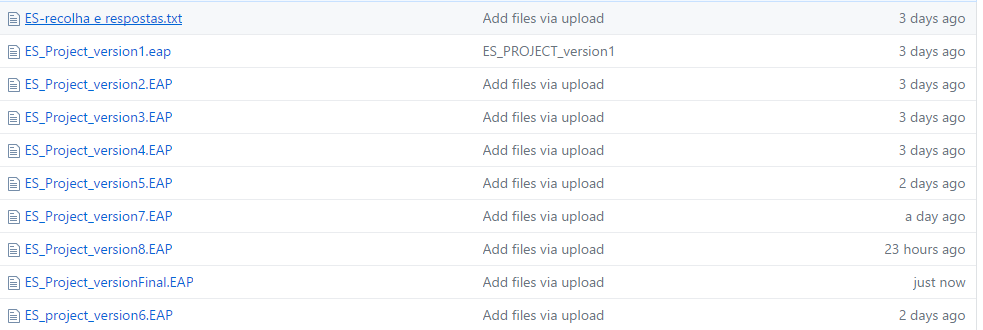 ES-recolha e respostas.txt Add files via upload 3 days ago
ES_Project_version1.eap ES_PROJECT_version1 3 days ago
ES_Project_version2.EAP Add files via upload 3 days ago
ES_Project_version3.EAP Add files via upload 3 days ago
ES_Project_version4.EAP Add files via upload 3 days ago
ES_Project_version5.EAP Add files via upload 2 days ago
ES_Project_version7.EAP Add files via upload a day ago
ES_Project_version8.EAP Add files via upload 23 hours ago
ES_Project_versionFinal.EAP Add files via upload just now
ES_project_version6.EAP Add files via upload 2 days ago